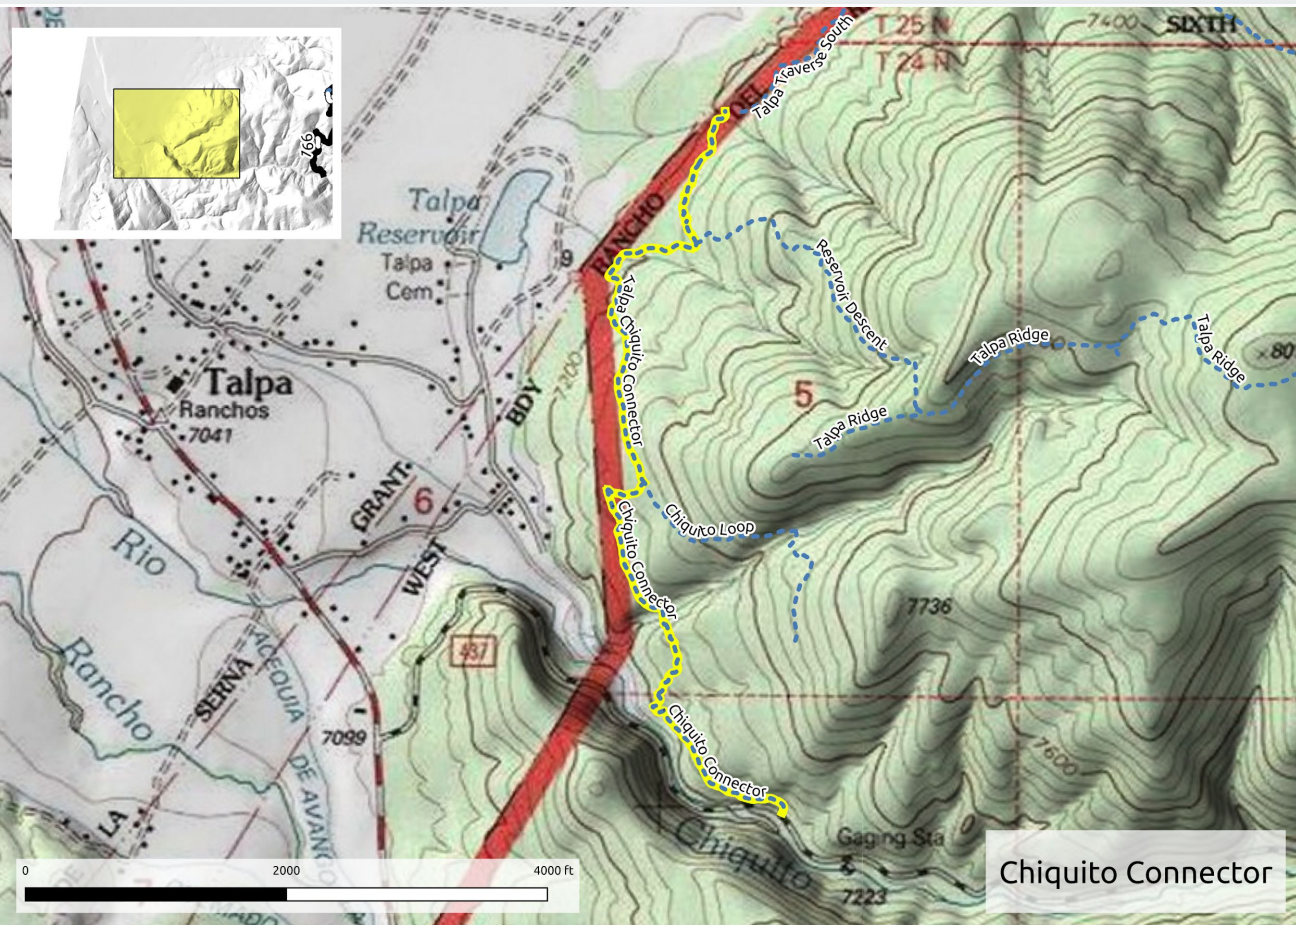 166
T 25 N
T 24 N
7400
SIXTH
Talpa Traverse South
DEL
RANCHO
Talpa
Reservoir
Talpa
Cem
9
Talpa Chiquito Connector
Reservoir Descent
Talpa Ridge
Talpa Ridge
× 80
Talpa
Ranchos
7041
7200
BDY
5
Talpa Ridge
GRANT
6
WEST
Chiquito Loop
Chiquito Connector
Rio
Rancho
437
7736
SERNA
ACEQUIA
DE AVANO
7099
7600
Chiquito Connector
LA
Chiquito
Gaging Sta
7223
0 2000 4000 ft
Chiquito Connector